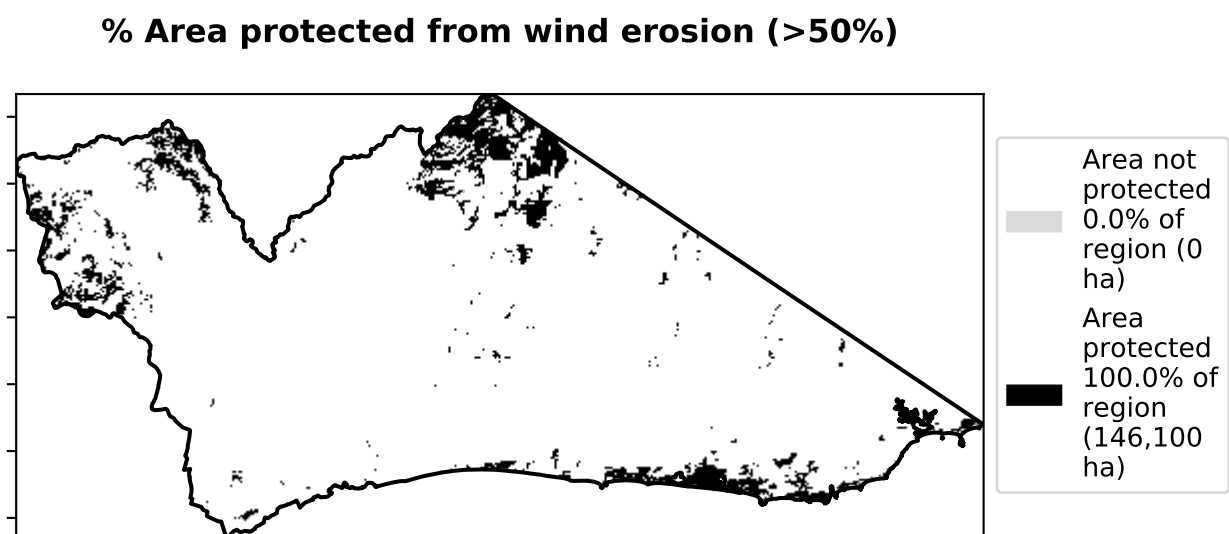 % Area protected from wind erosion (>50%)
Area not
protected
0.0% of
region (0
ha)
Area
protected
100.0% of
region
(146,100
ha)